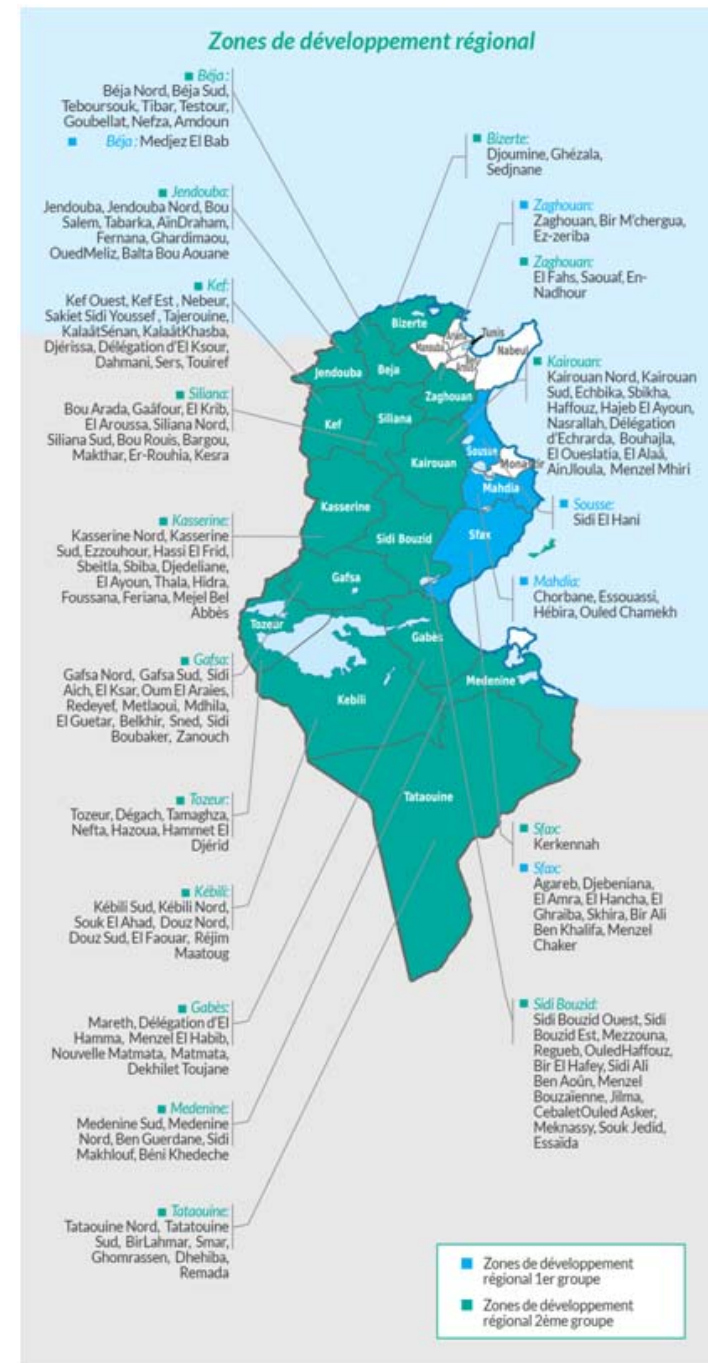 Zones de développement régional
Béja :
Béja Nord, Béja Sud,
Teboursouk, Tibar, Testour,
Goubellat, Nefza, Amdoun
Béja : Medjez El Bab
Jendouba:
Jendouba, Jendouba Nord, Bou
Salem, Tabarka, AïnDraham,
Fernana, Ghardimaou,
OuedMeliz, Balta Bou Aouane
Kef:
Kef Ouest, Kef Est , Nebeur,
Sakiet Sidi Youssef , Tajerouine,
KalaâtSénan, KalaâtKhasba,
Djérissa, Délégation d'El Ksour,
Dahmani, Sers, Touiref
Siliana:
Bou Arada, Gaâfour, El Krib,
El Aroussa, Siliana Nord,
Siliana Sud, Bou Rouis, Bargou,
Makthar, Er-Rouhia, Kesra
Kasserine:
Kasserine Nord, Kasserine
Sud, Ezzouhour, Hassi El Frid,
Sbeitla, Sbiba, Djedeliane,
El Ayoun, Thala, Hidra,
Foussana, Feriana, Mejel Bel
Abbès
Gafsa:
Gafsa Nord, Gafsa Sud, Sidi
Aich, El Ksar, Oum El Araies,
Redeyef, Metlaoui, Mdhila,
El Guetar, Belkhir, Sned, Sidi
Boubaker, Zanouch
Tozeur:
Tozeur, Dégach, Tamaghza,
Nefta, Hazoua, Hammet El
Djérid
Kébili:
Kébili Sud, Kébili Nord,
Souk El Ahad, Douz Nord,
Douz Sud, El Faouar, Réjim
Maatoug
Gabès:
Mareth, Délégation d'El
Hamma, Menzel El Habib,
Nouvelle Matmata, Matmata,
Dekhilet Toujane
Medenine:
Medenine Sud, Medenine
Nord, Ben Guerdane, Sidi
Makhlouf, Béni Khedeche
Tataouine:
Tataouine Nord, Tatatouine
Sud, BirLahmar, Smar,
Ghomrassen, Dhehiba,
Remada
Bizerte:
Djoumine, Ghézala,
Sedjnane
Zaghouan:
Zaghouan, Bir M'chergua,
Ez-zeriba
Zaghouan:
El Fahs, Saouaf, En-
Nadhour
Kairouan:
Kairouan Nord, Kairouan
Sud, Echbika, Sbikha,
Haffouz, Hajeb El Ayoun,
Nasrallah, Délégation
d'Echrarda, Bouhajla,
El Oueslatia, El Alaâ,
AinJloula, Menzel Mhiri
Sousse:
Sidi El Hani
Mahdia:
Chorbane, Essouassi,
Hébira, Ouled Chamekh
Sfax:
Kerkennah
Sfax:
Agareb, Djebeniana,
El Amra, El Hancha, El
Ghraiba, Skhira, Bir Ali
Ben Khalifa, Menzel
Chaker
Sidi Bouzid:
Sidi Bouzid Ouest, Sidi
Bouzid Est, Mezzouna,
Regueb, OuledHaffouz,
Bir El Hafey, Sidi Ali
Ben Aoûn, Menzel
Bouzaïenne, Jilma,
CebaletOuled Asker,
Meknassy, Souk Jedid,
Essaïda
Bizerte
Tunis
Manouba
Nabeul
Jendouba
Beja
Zaghouan
Kef
Siliana
Sousse
Kairouan
Monastir
Mahdia
Kasserine
Sidi Bouzid
Sfax
Gafsa
Tozeur
Gabès
Kebili
Medenine
Tataouine
Zones de développement
régional 1er groupe
Zones de développement
régional 2ème groupe